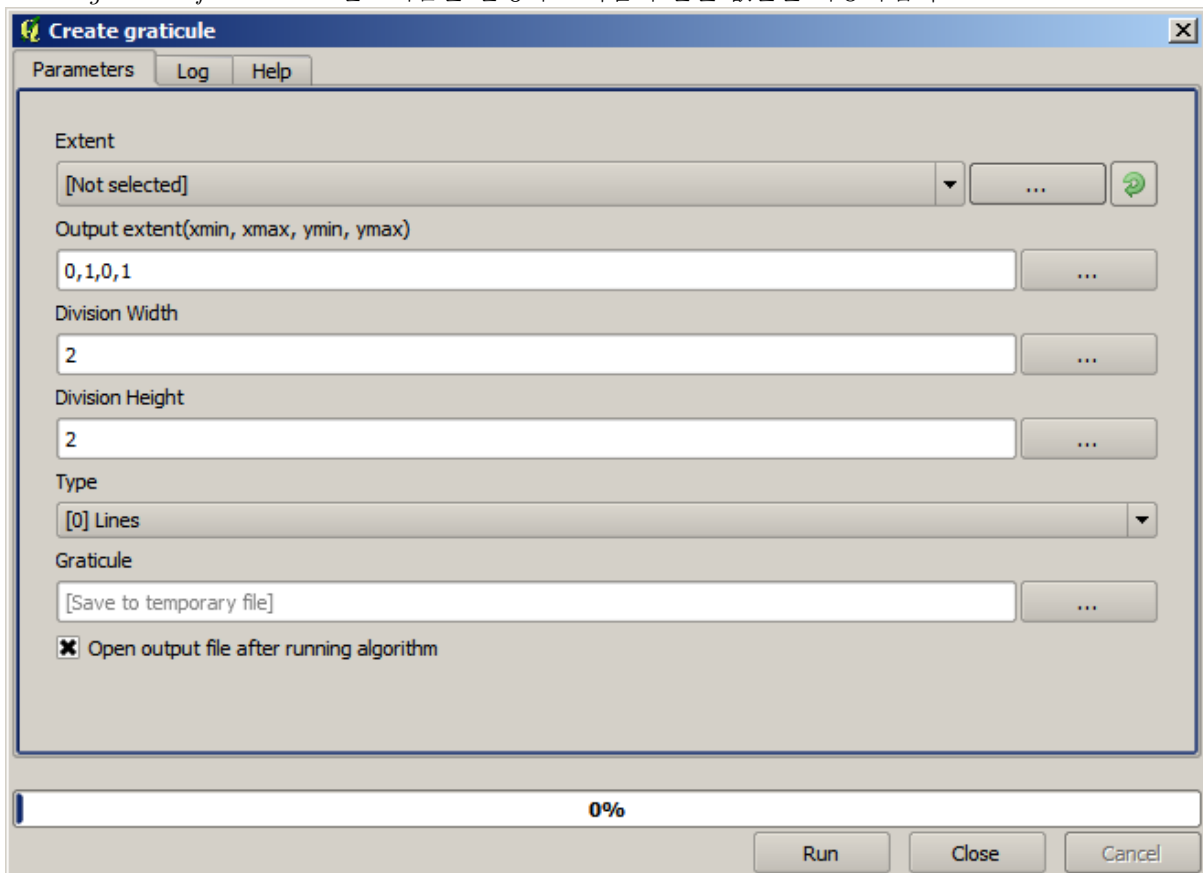 Create graticule
Parameters Log Help
Extent
[Not selected] ...
Output extent(xmin, xmax, ymin, ymax)
0,1,0,1 ...
Division Width
2 ...
Division Height
2 ...
Type
[0] Lines
Graticule
[Save to temporary file] ...
Open output file after running algorithm
0%
Run Close Cancel